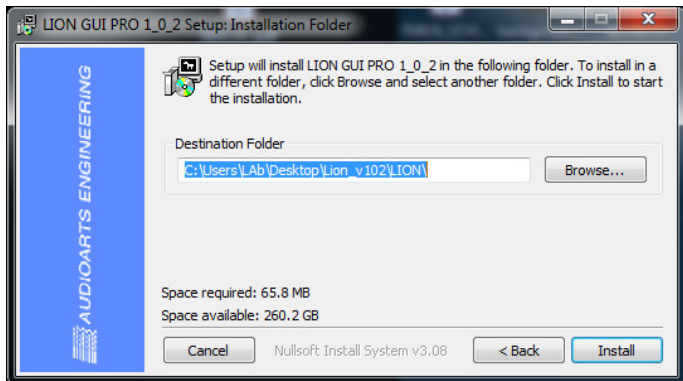 LION GUI PRO 1_0_2 Setup: Installation Folder
AUDIOARTS ENGINEERING
Setup will install LION GUI PRO 1_0_2 in the following folder. To install in a
different folder, click Browse and select another folder. Click Install to start
the installation.
Destination Folder
C:\Users\LAb\Desktop\Lion_v102\LION\
Browse...
Space required: 65.8 MB
Space available: 260.2 GB
Cancel
Nullsoft Install System v3.08
< Back
Install